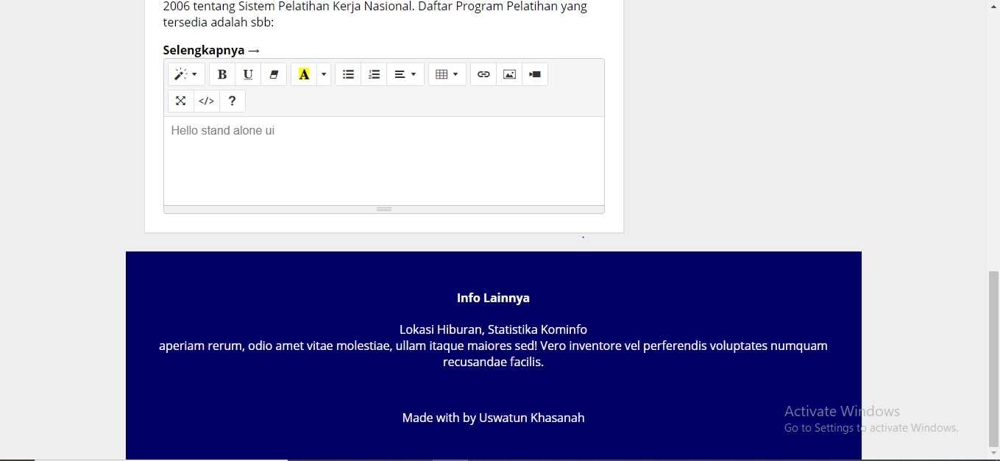 2006 tentang Sistem Pelatihan Kerja Nasional. Daftar Program Pelatihan yang
tersedia adalah sbb:
Selengkapnya →
B U A
</> ?
Hello stand alone ui
Info Lainnya
Lokasi Hiburan, Statistika Kominfo
aperiam rerum, odio amet vitae molestiae, ullam itaque maiores sed! Vero inventore vel perferendis voluptates numquam
recusandae facilis.
Made with by Uswatun Khasanah
Activate Windows
Go to Settings to activate Windows.